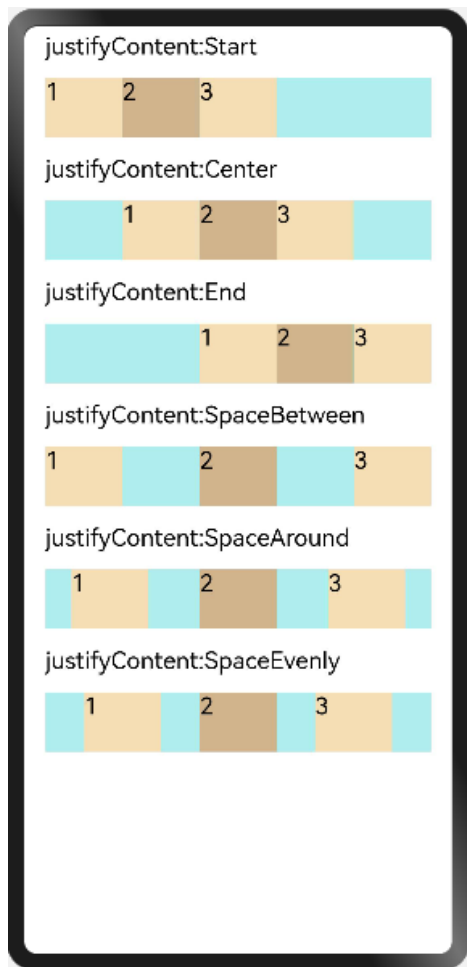 justifyContent:Start
1 2 3
justifyContent:Center
1 2 3
justifyContent:End
1 2 3
justifyContent:SpaceBetween
1 2 3
justifyContent:SpaceAround
1 2 3
justifyContent:SpaceEvenly
1 2 3